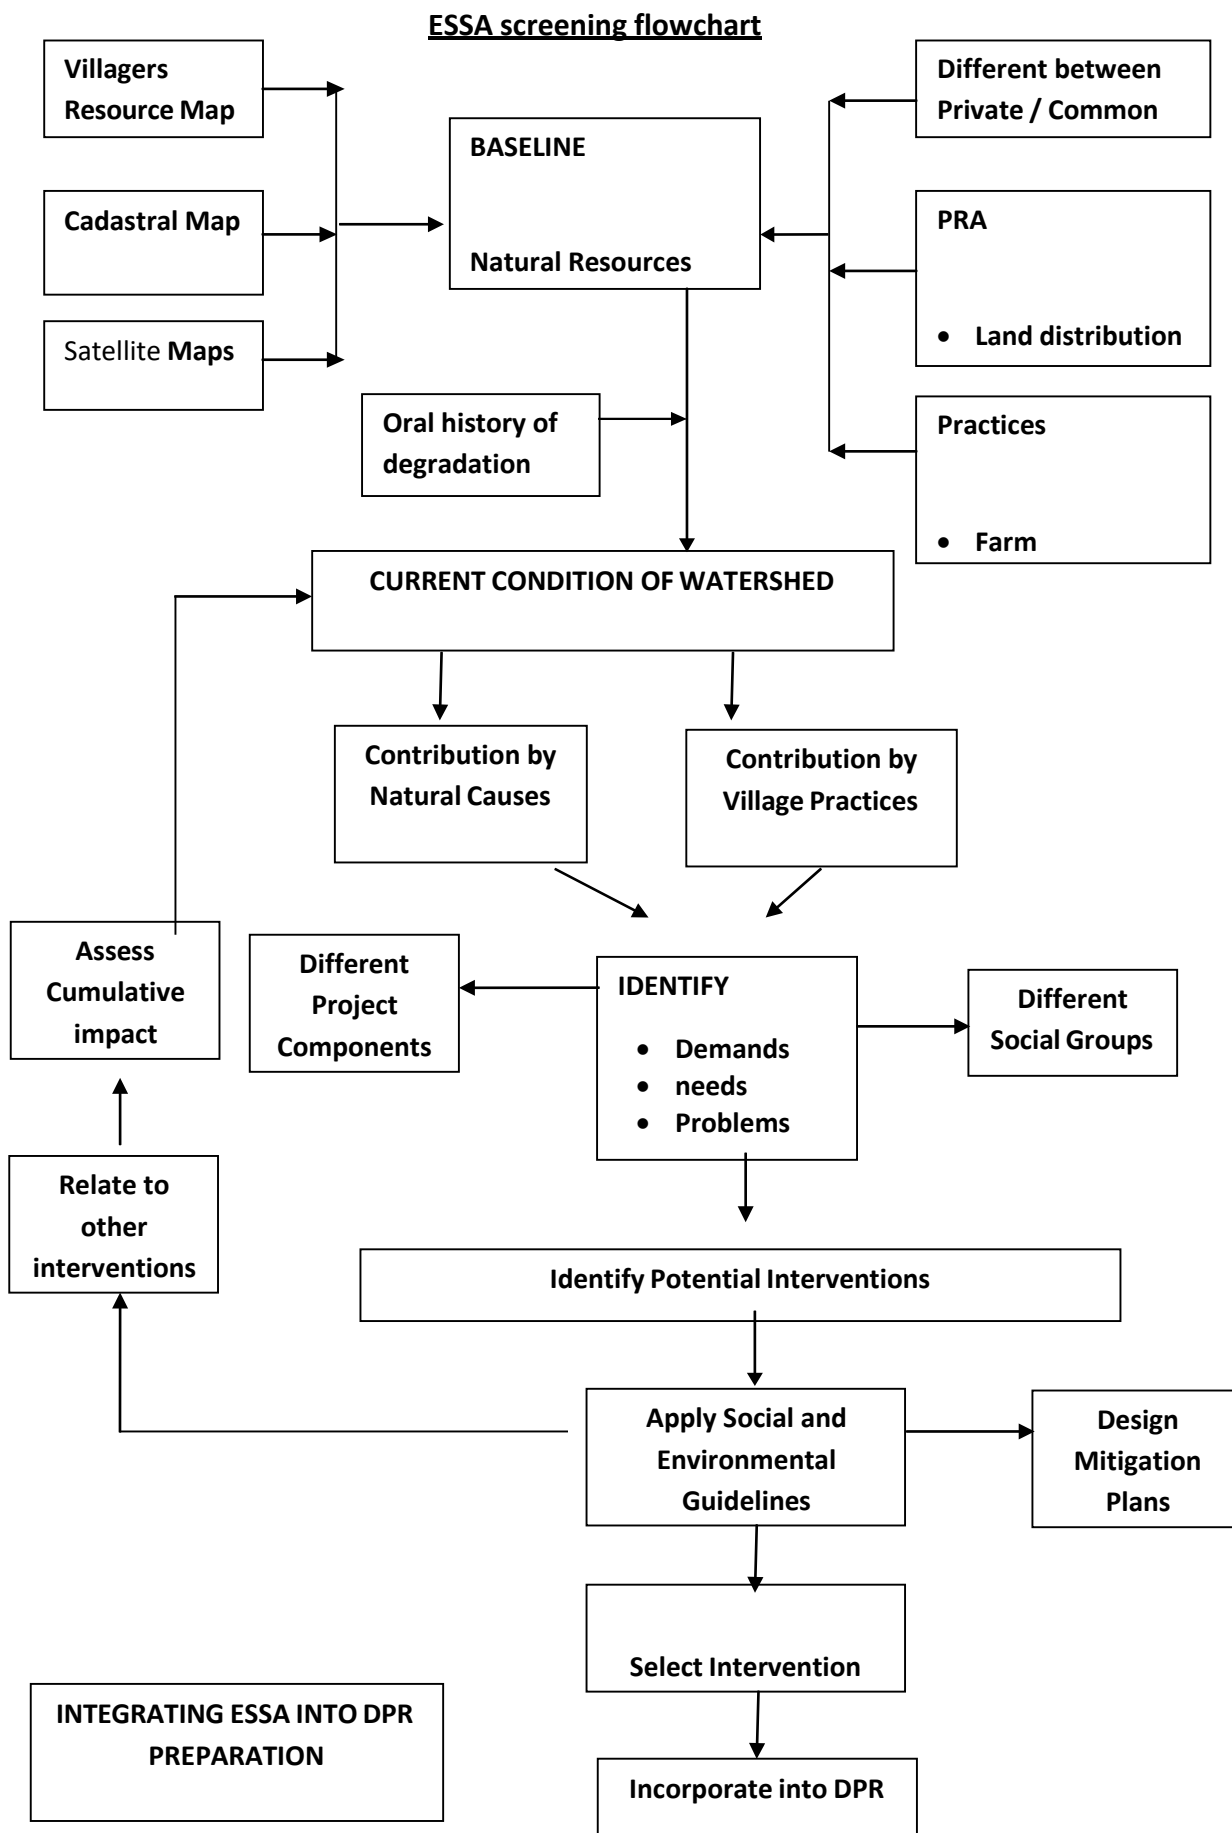 ESSA screening flowchart
Villagers
Resource Map
Different between
Private / Common
BASELINE
Natural Resources
Cadastral Map
PRA
• Land distribution
Satellite Maps
Oral history of
degradation
Practices
• Farm
CURRENT CONDITION OF WATERSHED
Contribution by
Natural Causes
Contribution by
Village Practices
Assess
Cumulative
impact
Different
Project
Components
IDENTIFY
• Demands
• needs
• Problems
Different
Social Groups
Relate to
other
interventions
Identify Potential Interventions
Apply Social and
Environmental
Guidelines
Design
Mitigation
Plans
Select Intervention
INTEGRATING ESSA INTO DPR
PREPARATION
Incorporate into DPR